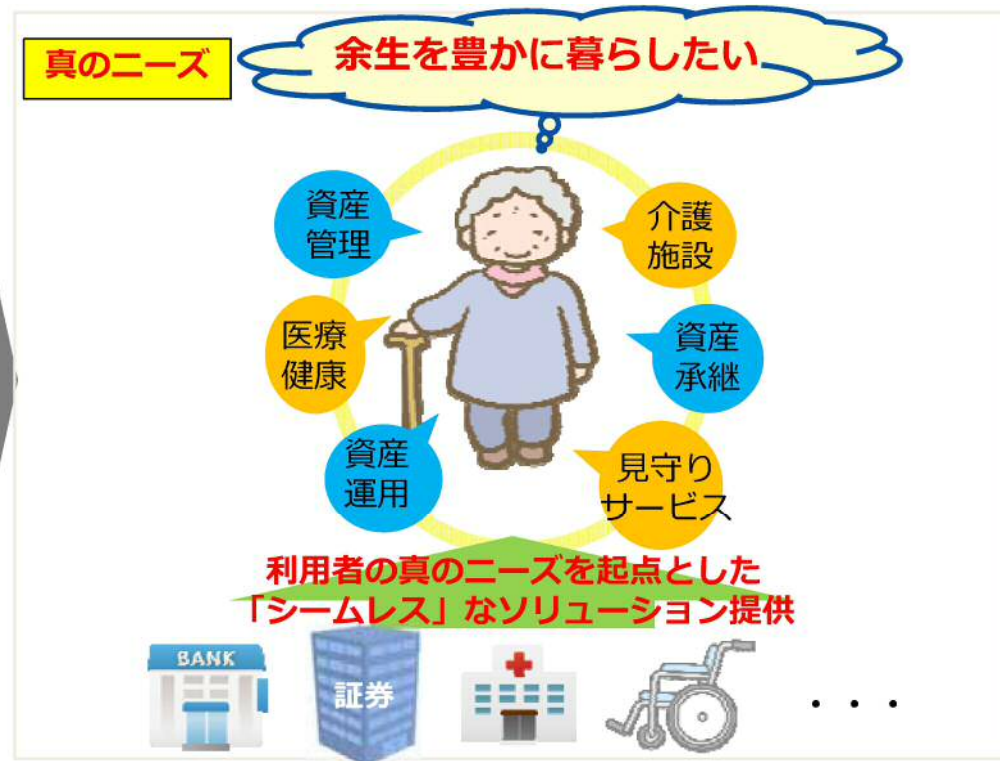 真のニーズ
余生を豊かに暮らしたい
資産
管理
介護
施設
医療
健康
資産
承継
資産
運用
見守り
サービス
利用者の真のニーズを起点とした
「シームレス」なソリューション提供
BANK
証券
・・・